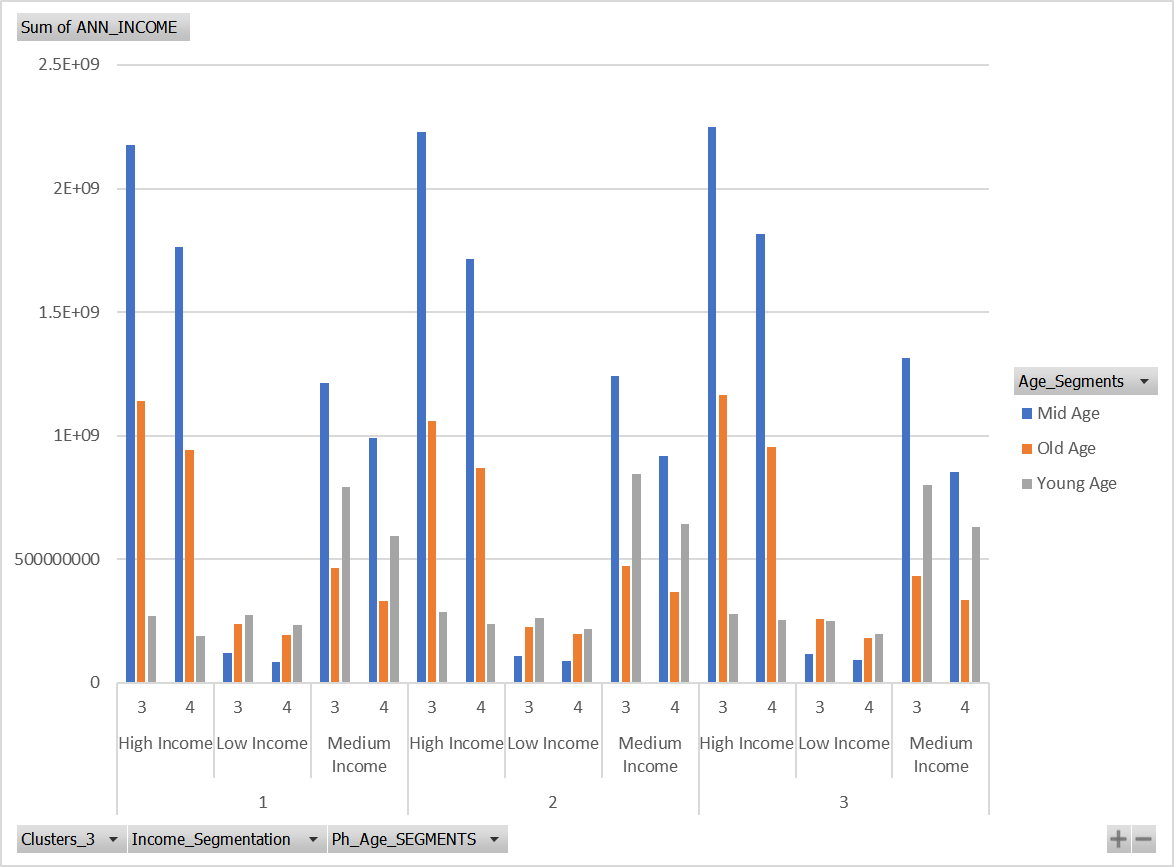 Sum of ANN_INCOME
2.5E+09
2E+09
1.5E+09
1E+09
500000000
0
Age_Segments
Mid Age
Old Age
Young Age
3 4 3 4 3 4 3 4 3 4 3 4 3 4 3 4 3 4
High Income Low Income Medium Income High Income Low Income Medium Income High Income Low Income Medium Income
1 2 3
Clusters_3 Income_Segmentation Ph_Age_SEGMENTS